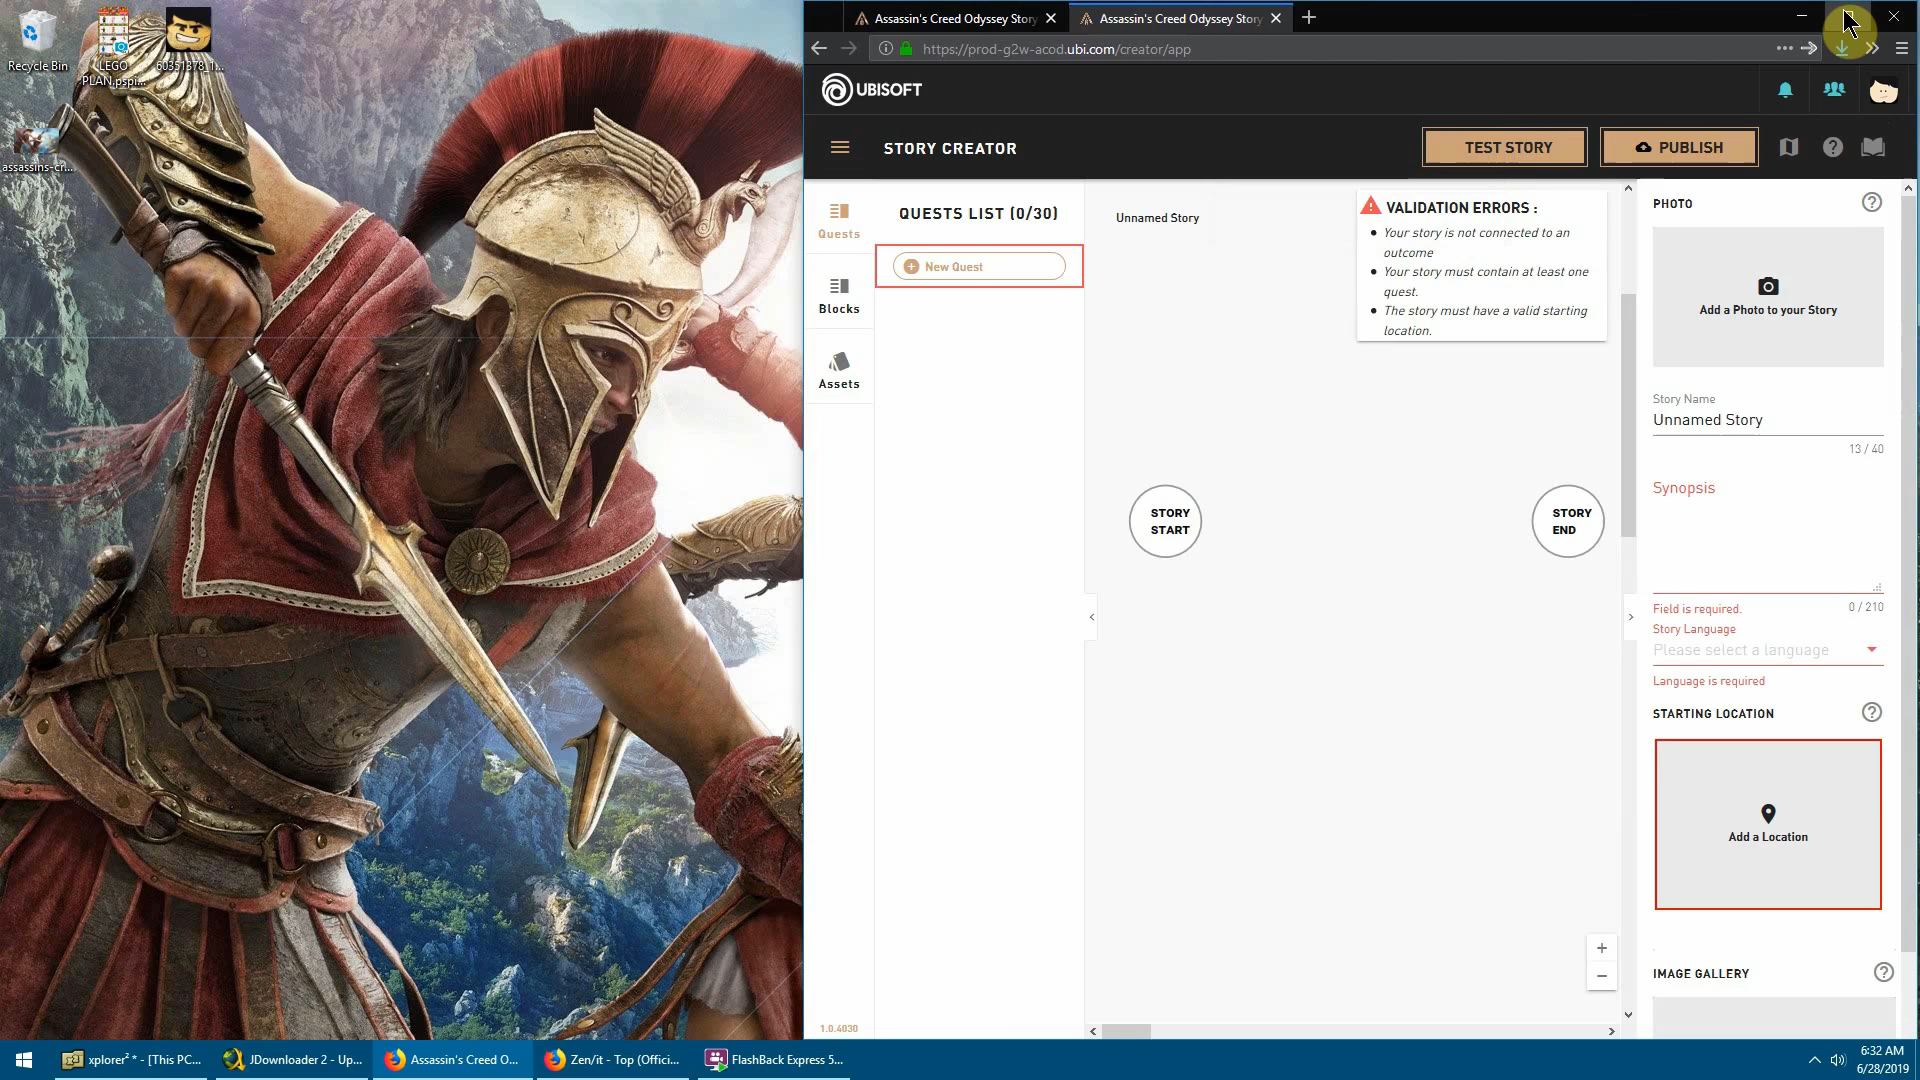 Recycle Bin
LEGO
PLAN.pspi...
60351378_1...
assassins-cr...
Assassin's Creed Odyssey Story
Assassin's Creed Odyssey Story
https://prod-g2w-acod.ubi.com/creator/app
UBISOFT
STORY CREATOR
TEST STORY
PUBLISH
Quests
Blocks
Assets
QUESTS LIST (0/30)
New Quest
Unnamed Story
VALIDATION ERRORS :
Your story is not connected to an
outcome
Your story must contain at least one
quest.
The story must have a valid starting
location.
STORY
START
STORY
END
PHOTO
Add a Photo to your Story
Story Name
Unnamed Story
13 / 40
Synopsis
Field is required.
0 / 210
Story Language
Please select a language
Language is required
STARTING LOCATION
Add a Location
IMAGE GALLERY
1.0.4030
xplorer² * - [This PC...
JDownloader 2 - Up...
Assassin's Creed O...
Zen/it - Top (Offici...
FlashBack Express 5...
6:32 AM
6/28/2019